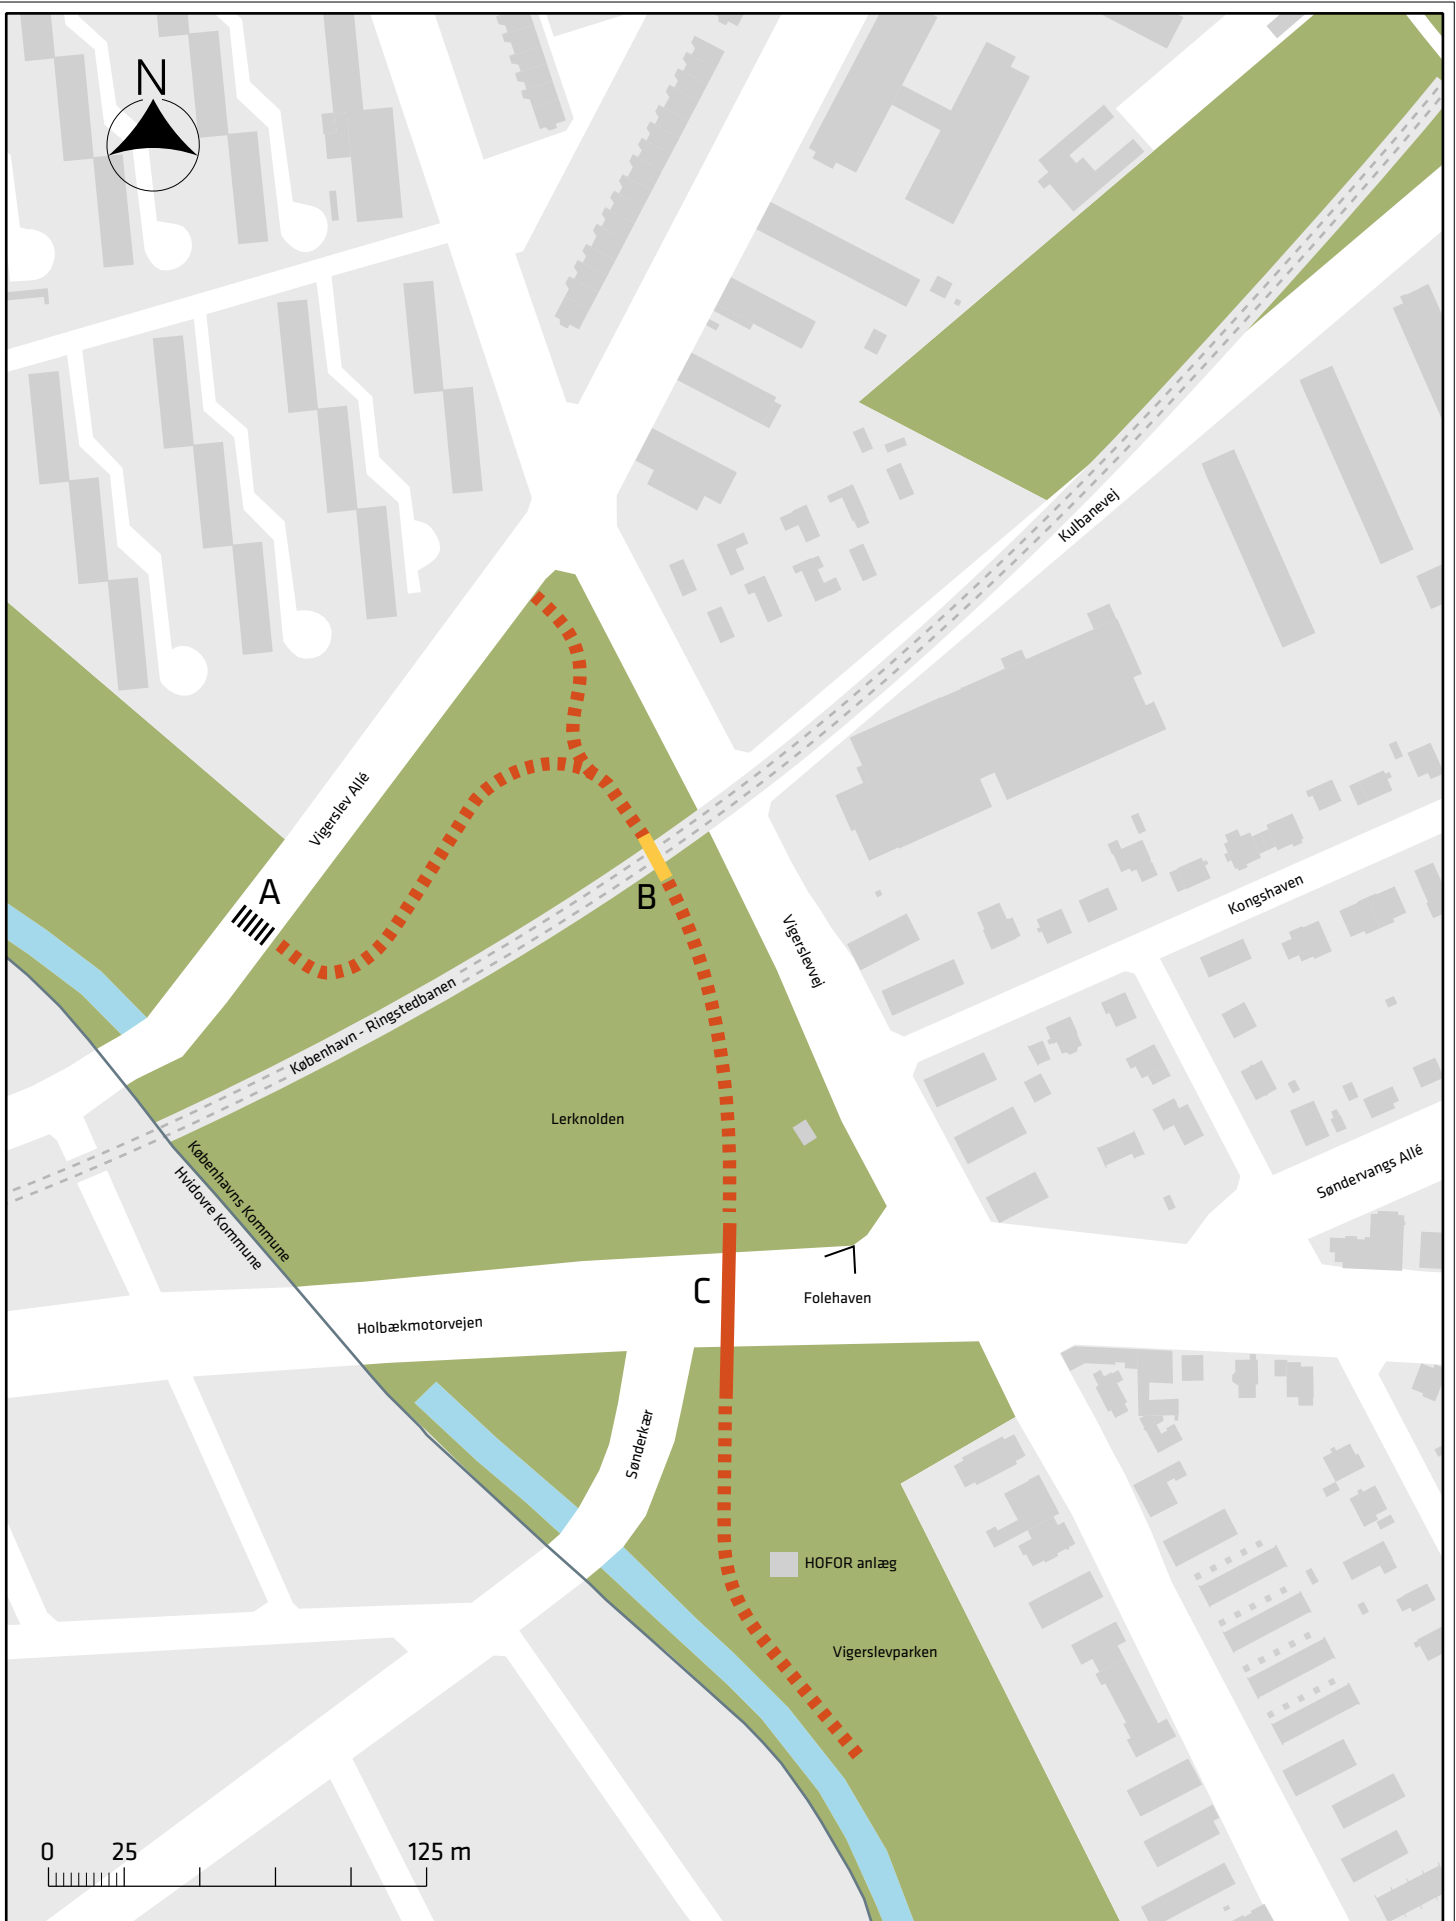 N
Kulbanevej
Vigerslev Allé
A
B
Kongshaven
Vigerslevvej
København - Ringstedbanen
Lerknolden
Københavns Kommune
Hvidovre Kommune
Søndervangs Allé
C
Folehaven
Holbækmotorvejen
Sønderkær
HOFOR anlæg
Vigerslevparken
0 25 125 m